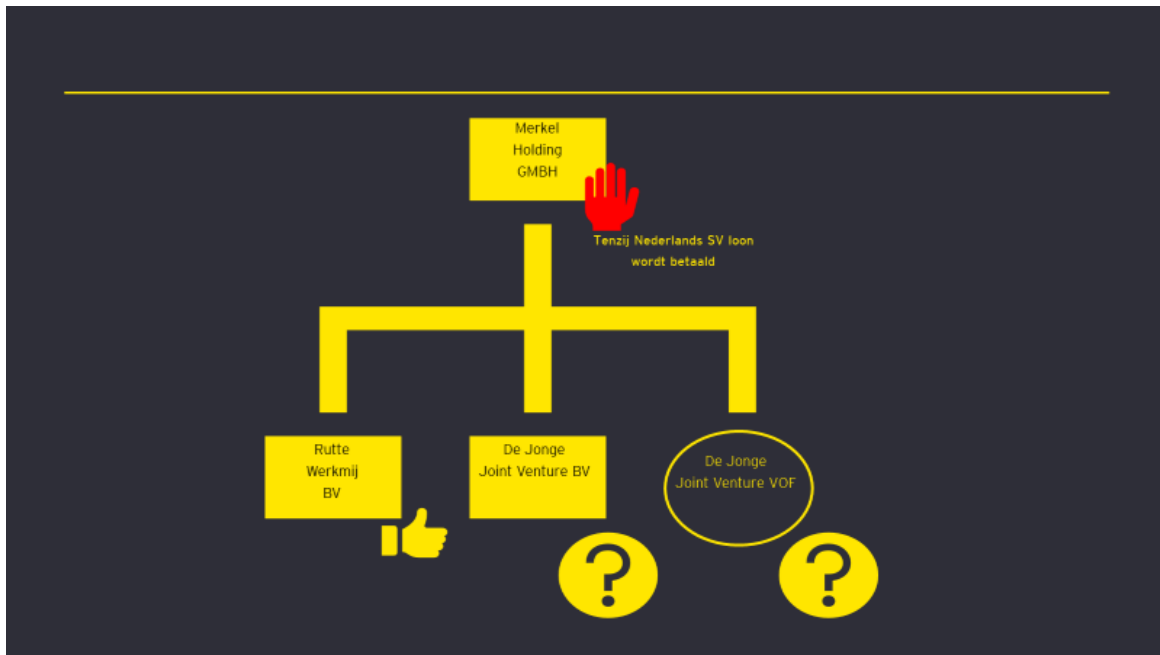 Merkel
Holding
GMBH
Tenzij Nederlands SV loon
wordt betaald
Rutte
Werkmij
BV
De Jonge
Joint Venture BV
De Jonge
Joint Venture VOF
?
?